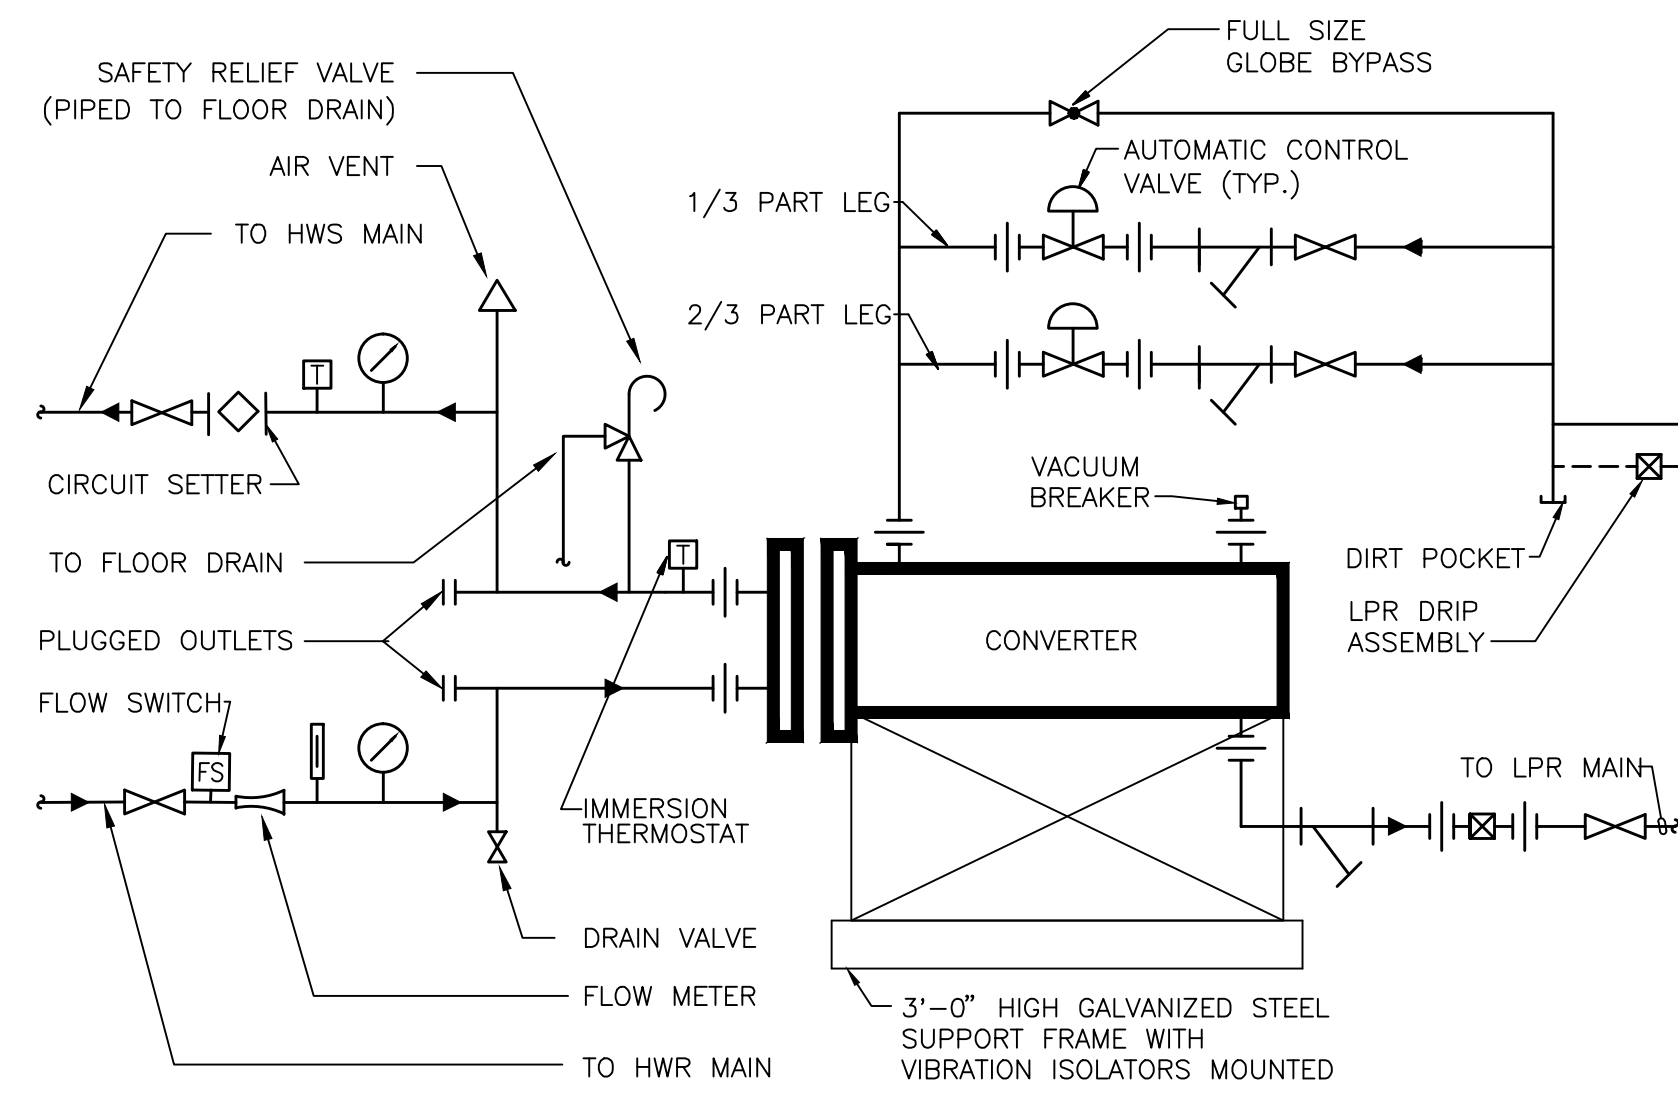 FULL SIZE
GLOBE BYPASS
SAFETY RELIEF VALVE
(PIPED TO FLOOR DRAIN)
AIR VENT
AUTOMATIC CONTROL
VALVE (TYP.)
1/3 PART LEG
TO HWS MAIN
2/3 PART LEG
T
CIRCUIT SETTER
VACUUM
BREAKER
TO FLOOR DRAIN
T
DIRT POCKET
LPR DRIP
ASSEMBLY
PLUGGED OUTLETS
CONVERTER
FLOW SWITCH
FS
TO LPR MAIN
IMMERSION
THERMOSTAT
DRAIN VALVE
FLOW METER
3'-0" HIGH GALVANIZED STEEL
SUPPORT FRAME WITH
VIBRATION ISOLATORS MOUNTED
TO HWR MAIN